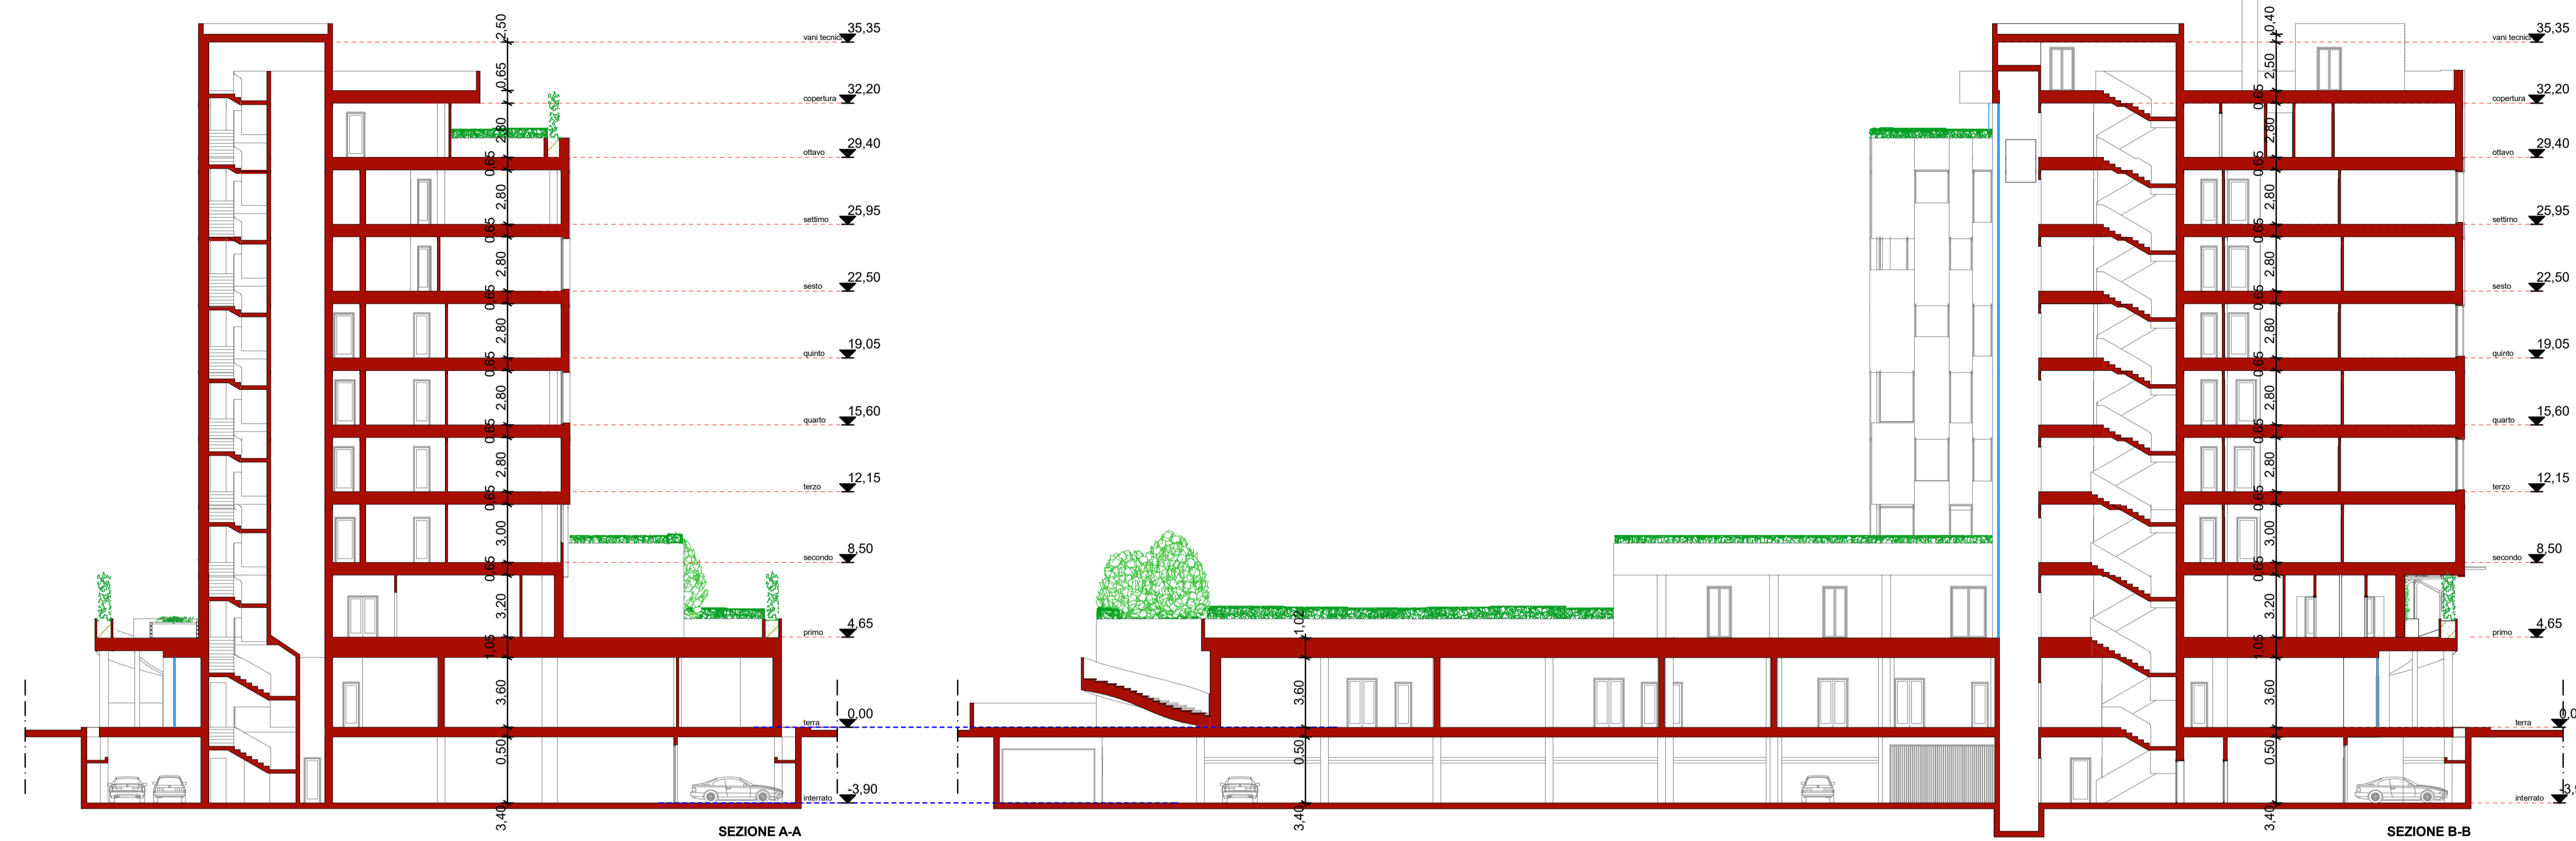 2,50
35,35
vani tecnici
0,65
32,20
copertura
2,80
29,40
ottavo
0,65
2,80
25,95
settimo
0,65
2,80
22,50
sesto
0,65
2,80
19,05
quinto
0,65
2,80
15,60
quarto
0,65
2,80
12,15
terzo
0,65
3,00
8,50
secondo
0,65
3,20
4,65
primo
1,05
3,60
0,00
terra
0,50
-3,90
interrato
3,40
SEZIONE A-A
1,02
3,60
0,50
3,40
0,40
35,35
vani tecnici
2,50
32,20
copertura
0,65
2,80
29,40
ottavo
0,65
2,80
25,95
settimo
0,65
2,80
22,50
sesto
0,65
2,80
19,05
quinto
0,65
2,80
15,60
quarto
0,65
2,80
12,15
terzo
0,65
3,00
8,50
secondo
0,65
3,20
4,65
primo
1,05
3,60
terra
0,50
interrato
3,40
SEZIONE B-B